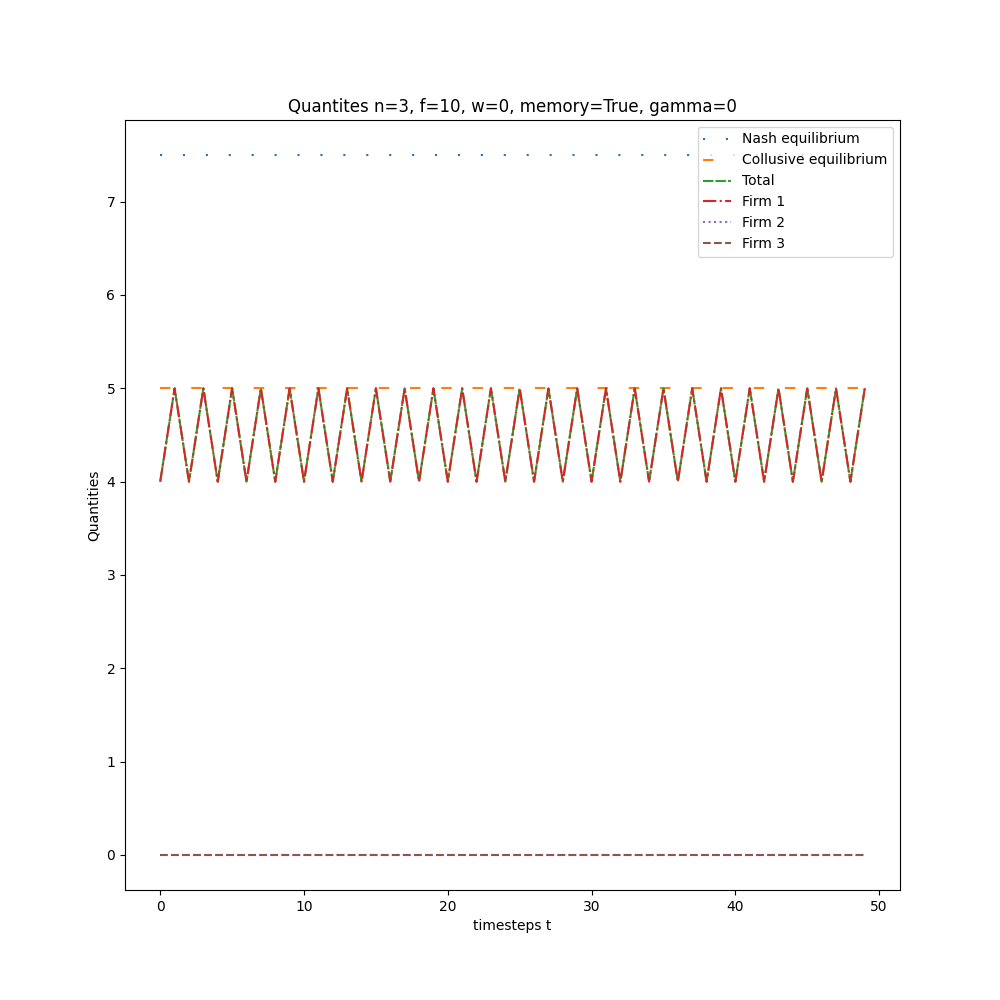 Quantites n=3, f=10, w=0, memory=True, gamma=0
Nash equilibrium
Collusive equilibrium
Total
Firm 1
Firm 2
Firm 3
7
6
5
4
3
2
1
0
Quantities
0 10 20 30 40 50
timesteps t